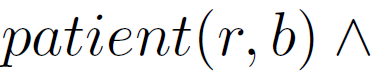 patient(r, b) ∧